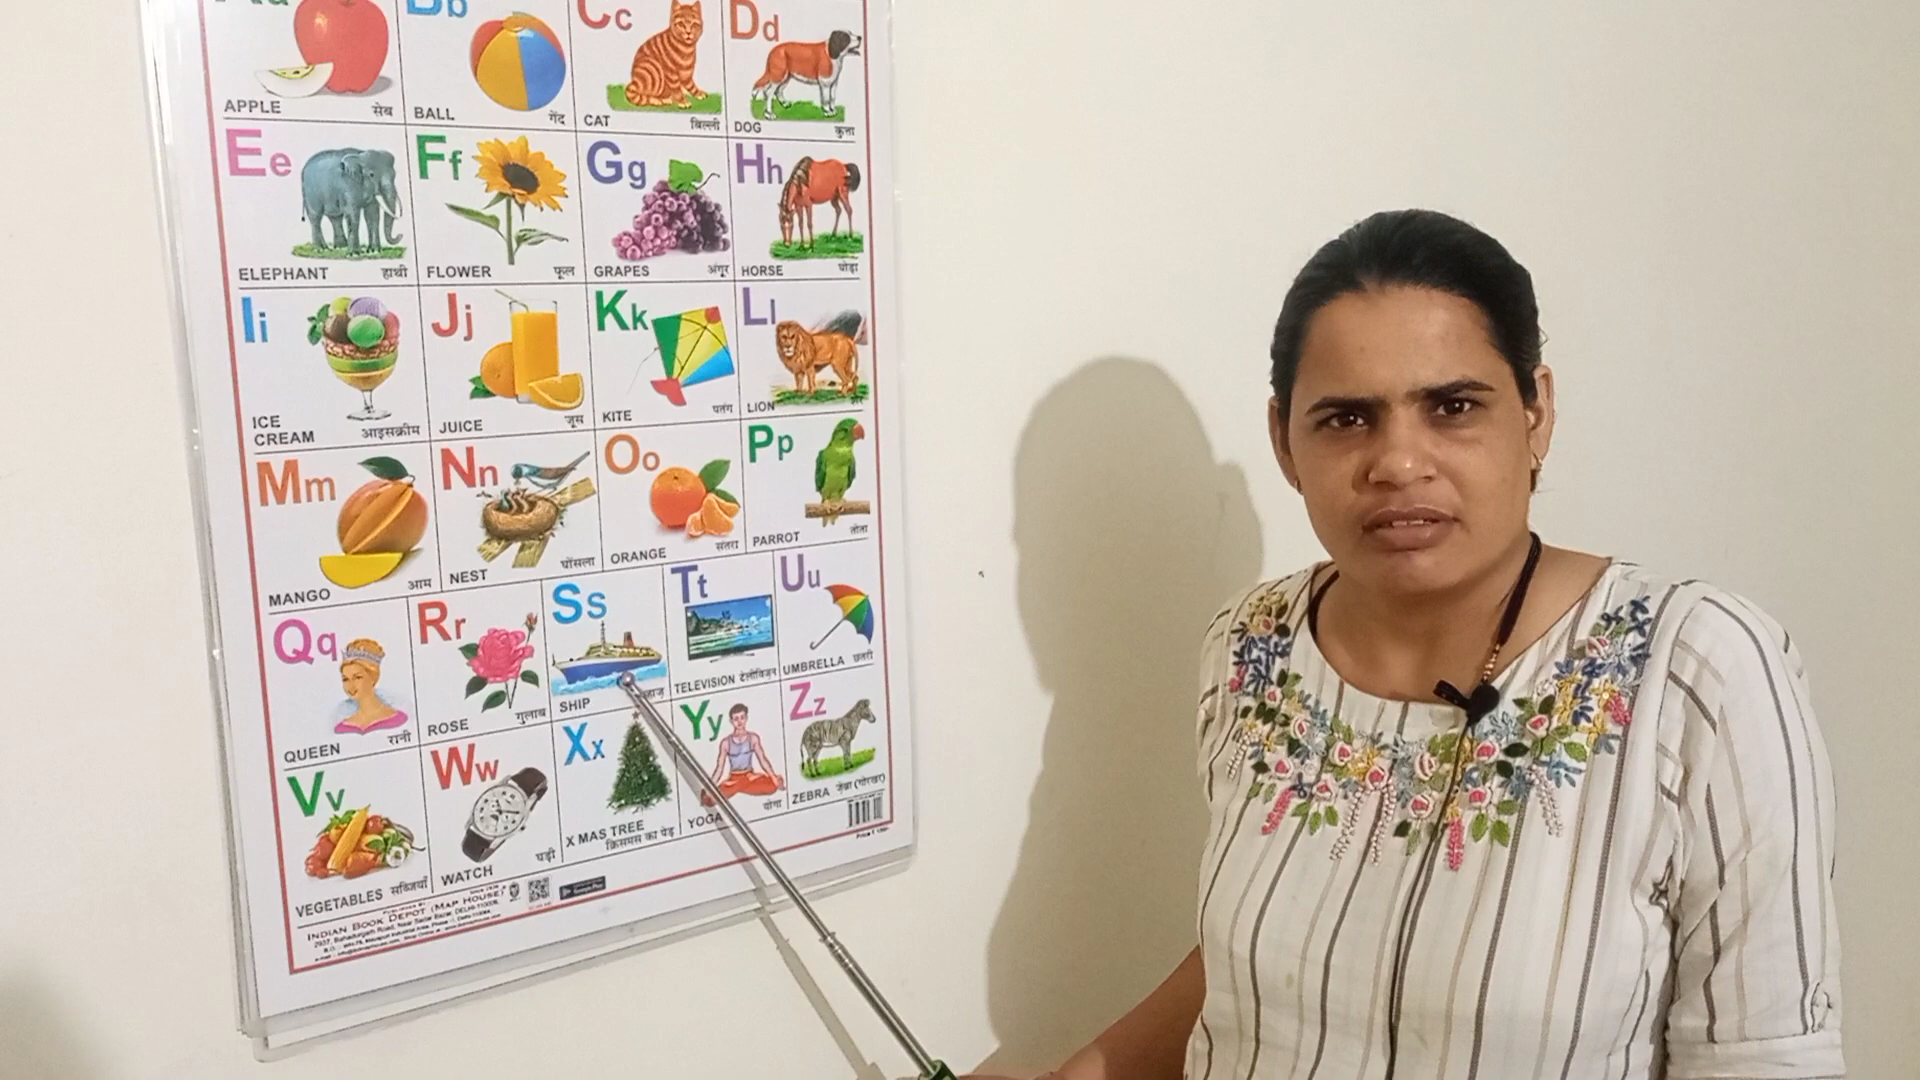 Bb
Cc
Dd
APPLE सेब
BALL गेंद
CAT बिल्ली
DOG कुत्ता
Ee
Ff
Gg
Hh
ELEPHANT हाथी
FLOWER फूल
GRAPES अंगूर
HORSE घोड़ा
Ii
Jj
Kk
Ll
ICE
CREAM आइसक्रीम
JUICE जूस
KITE पतंग
LION
Mm
Nn
Oo
Pp
MANGO आम
NEST घोंसला
ORANGE संतरा
PARROT तोता
Qq
Rr
Ss
Tt
Uu
QUEEN रानी
ROSE गुलाब
SHIP
TELEVISION टेलीविज़न
UMBRELLA छतरी
Vv
Ww
Xx
Yy
Zz
VEGETABLES सब्जियाँ
WATCH घड़ी
X MAS TREE
क्रिसमस का पेड़
YOGA योगा
ZEBRA ज़ेबरा (गोरखर)
INDIAN BOOK DEPOT (MAP HOUSE)